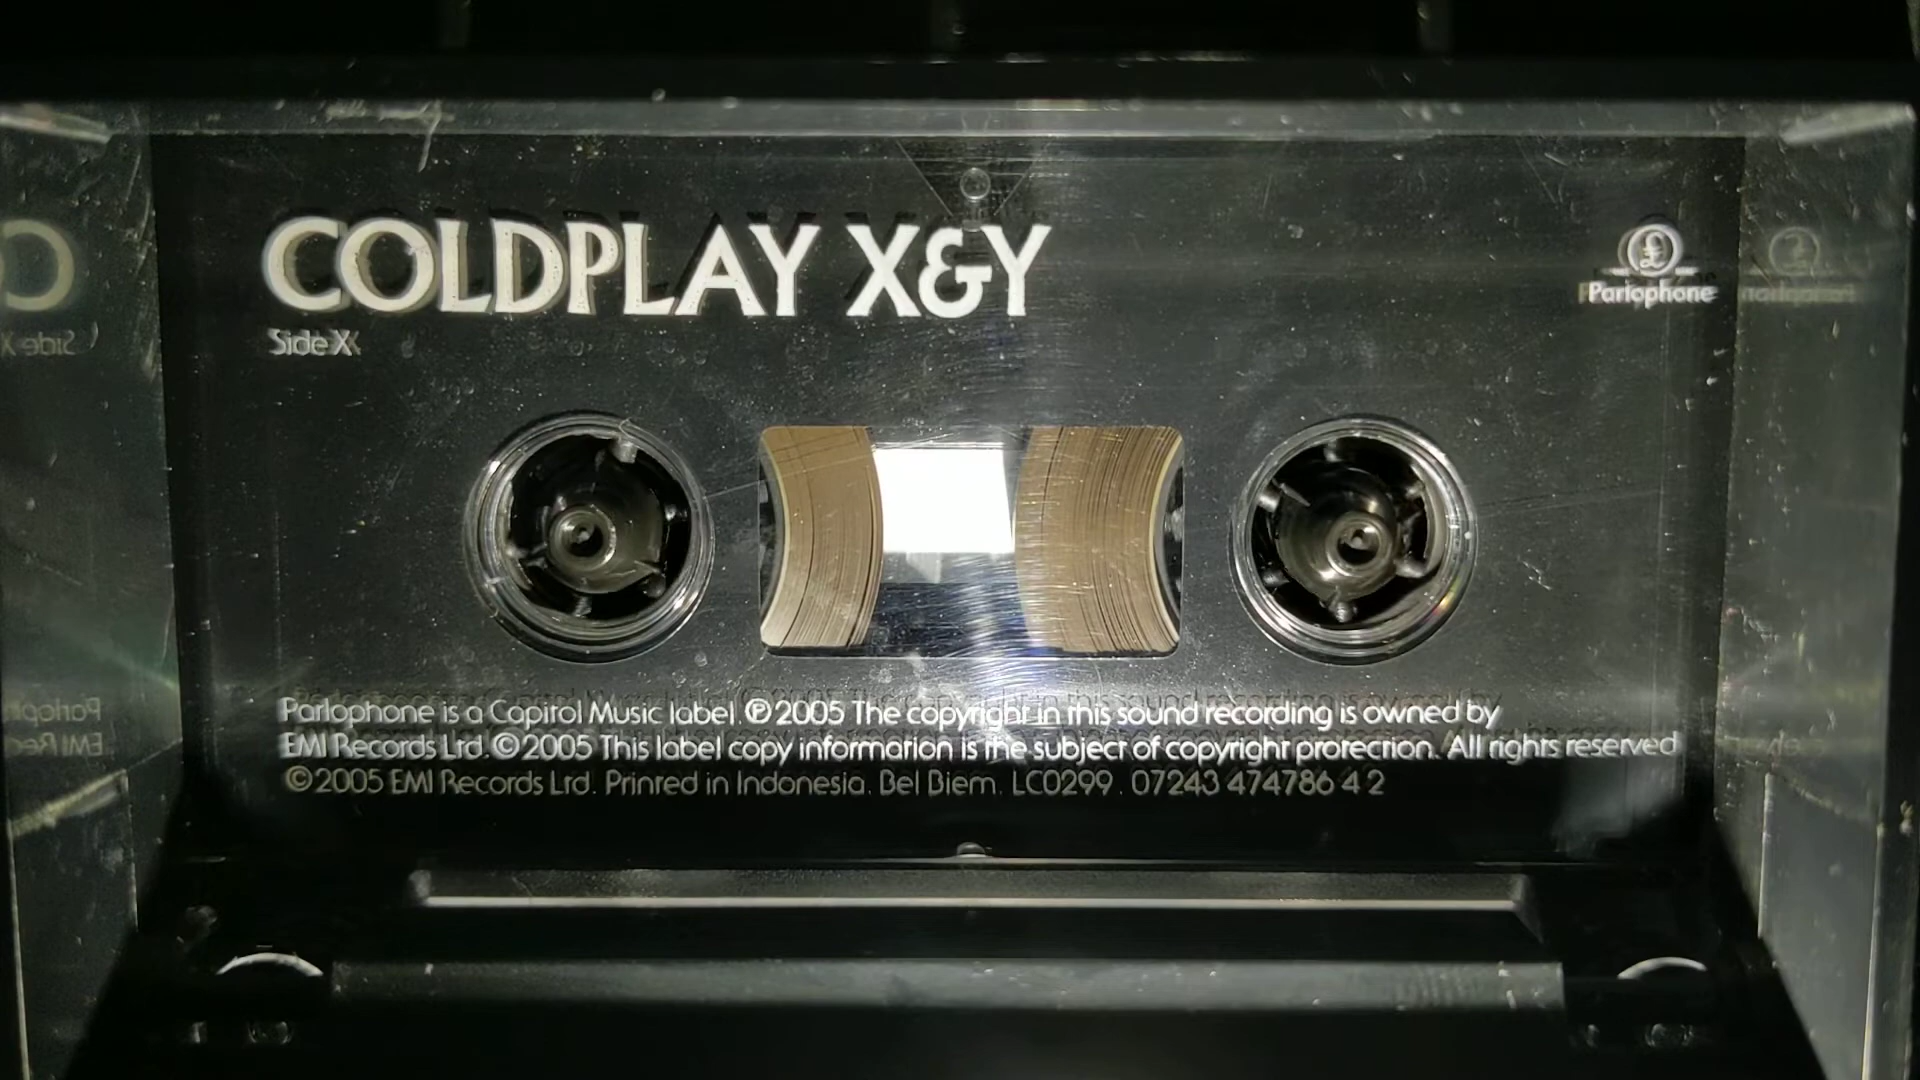 COLDPLAY X&Y
Side X
£
Parlophone
Parlophone is a Capitol Music label. ℗ 2005 The copyright in this sound recording is owned by
EMI Records Ltd. © 2005 This label copy information is the subject of copyright protection. All rights reserved
© 2005 EMI Records Ltd. Printed in Indonesia. Bel Biem. LC0299 . 07243 474786 4 2